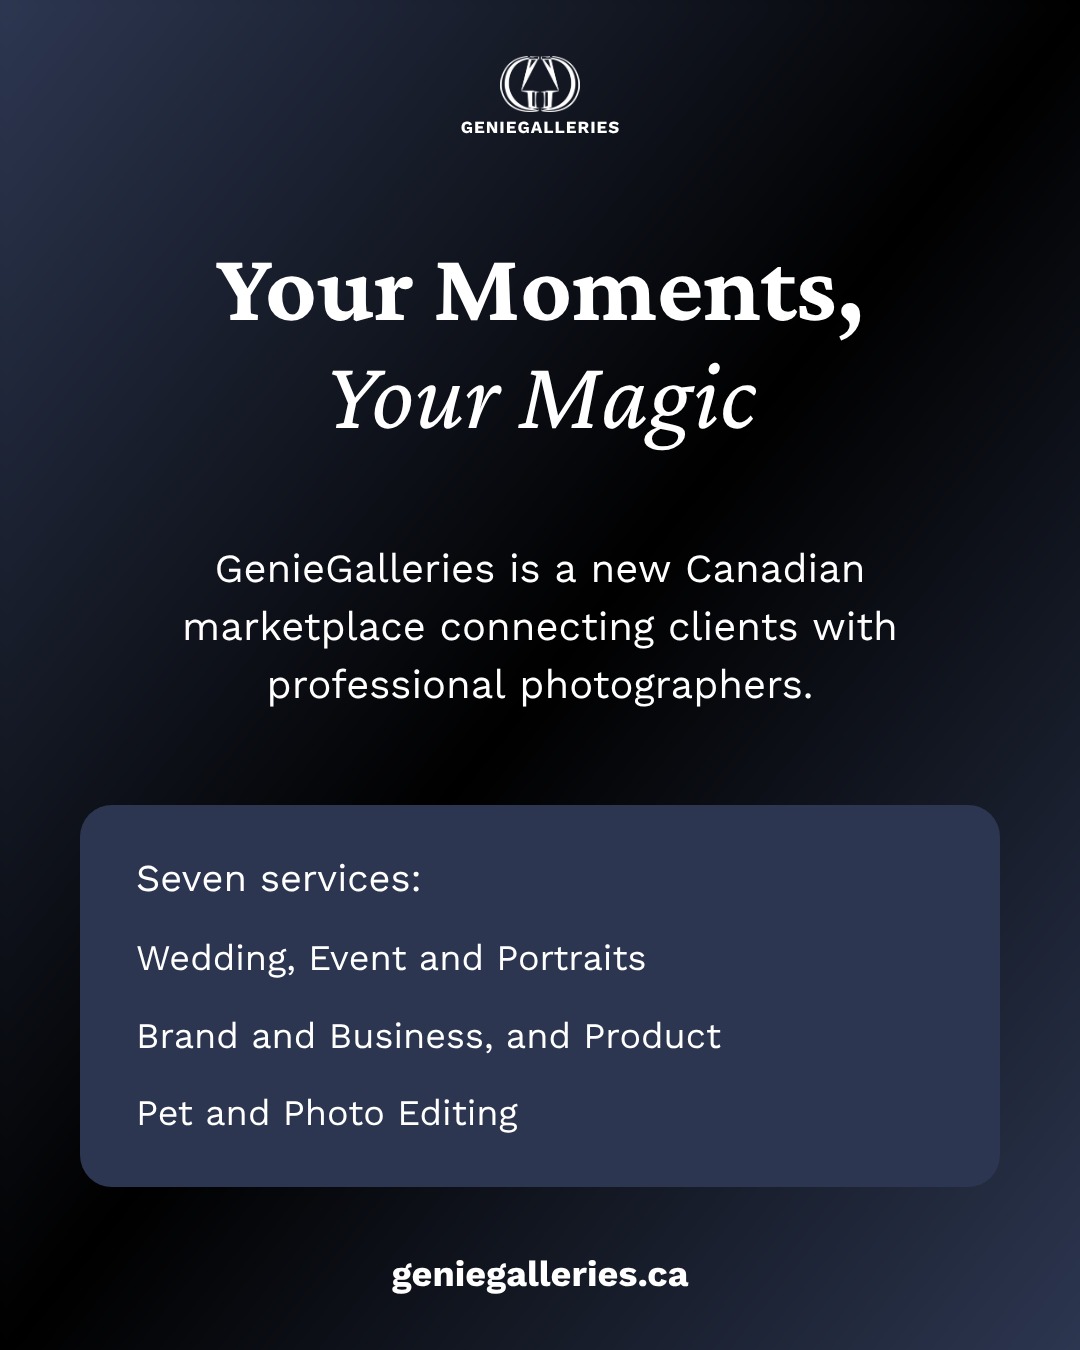 GENIEGALLERIES
Your Moments,
Your Magic
GenieGalleries is a new Canadian
marketplace connecting clients with
professional photographers.
Seven services:
Wedding, Event and Portraits
Brand and Business, and Product
Pet and Photo Editing
geniegalleries.ca